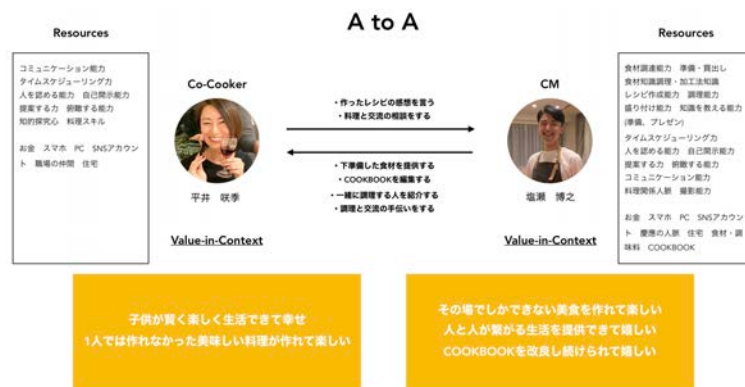 A to A
Resources
コミュニケーション能力
タイムスケジューリング力
人を認める能力 自己開示能力
提案する力 俯瞰する能力
知的探究心 料理スキル
お金 スマホ PC SNSアカウン
ト 職場の仲間 住宅
Co-Cooker
平井 咲季
・作ったレシピの感想を言う
・料理と交流の相談をする
・下準備した食材を提供する
・COOKBOOKを編集する
・一緒に調理する人を紹介する
・調理と交流の手伝いをする
CM
塩瀬 博之
Resources
食材調達能力 準備・買出し
食材知識調理・加工法知識
レシピ作成能力 調理能力
盛り付け能力 知識を教える能力
(準備、プレゼン)
タイムスケジューリング力
人を認める能力 自己開示能力
提案する力 俯瞰する能力
コミュニケーション能力
料理関係人脈 撮影能力
お金 スマホ PC SNSアカウン
ト 慶應の人脈 住宅 食材・調
味料 COOKBOOK
Value-in-Context
子供が賢く楽しく生活できて幸せ
1人では作れなかった美味しい料理が作れて楽しい
Value-in-Context
その場でしかできない美食を作れて楽しい
人と人が繋がる生活を提供できて嬉しい
COOKBOOKを改良し続けられて嬉しい